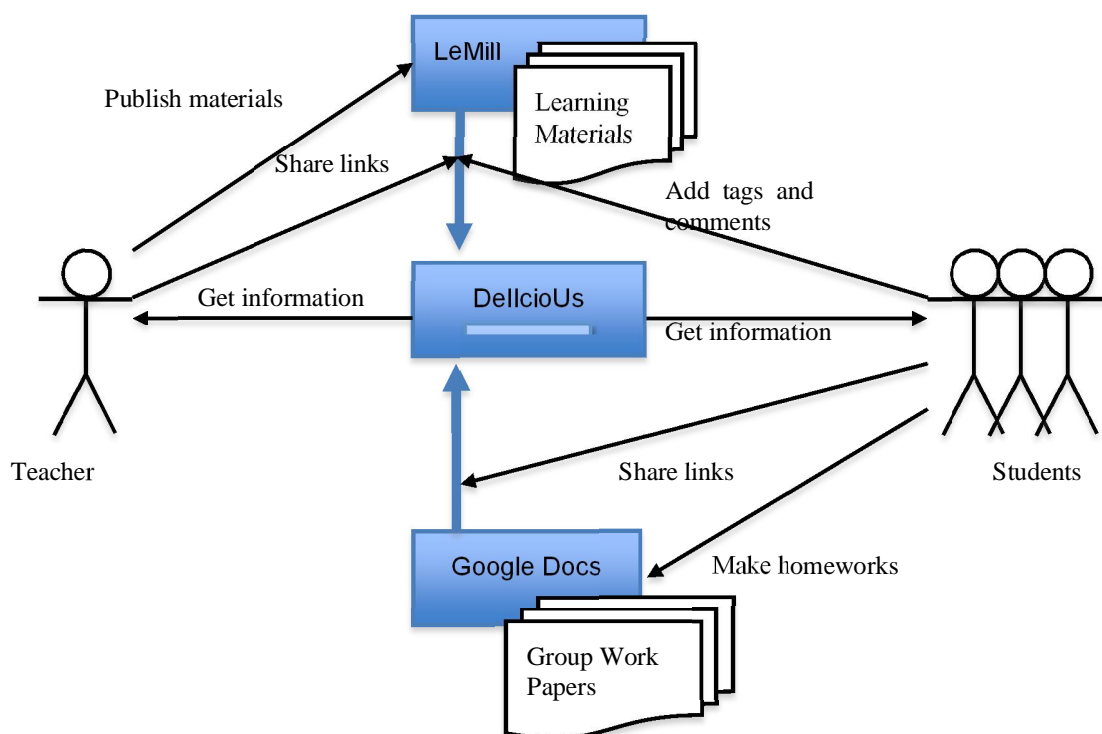 LeMill
Publish materials
Learning
Materials
Share links
Add tags and
comments
Get information
DelIcioUs
Get information
Teacher
Share links
Students
Google Docs
Make homeworks
Group Work
Papers